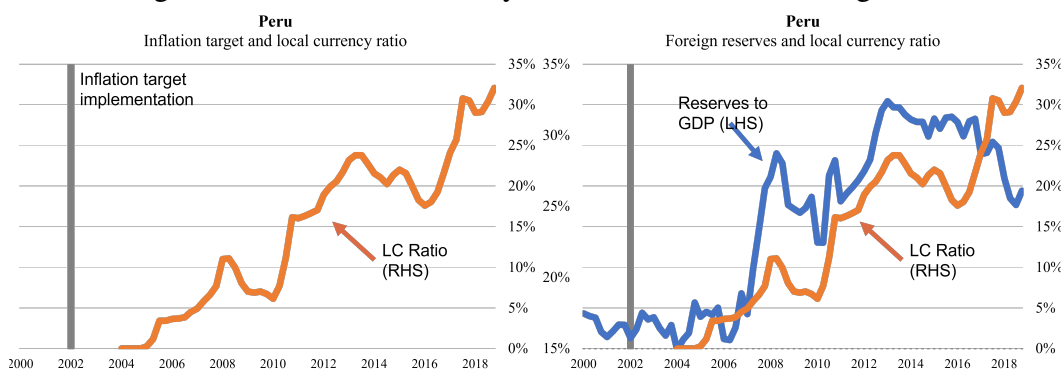 Peru
Inflation target and local currency ratio
35%
Inflation target
implementation
30%
25%
20%
15%
LC Ratio
(RHS)
10%
5%
0%
2000 2002 2004 2006 2008 2010 2012 2014 2016 2018
Peru
Foreign reserves and local currency ratio
35% 35%
Reserves to
GDP (LHS)
30%
30%
25%
20%
25%
15%
LC Ratio
(RHS)
10%
20%
5%
15% 0%
2000 2002 2004 2006 2008 2010 2012 2014 2016 2018